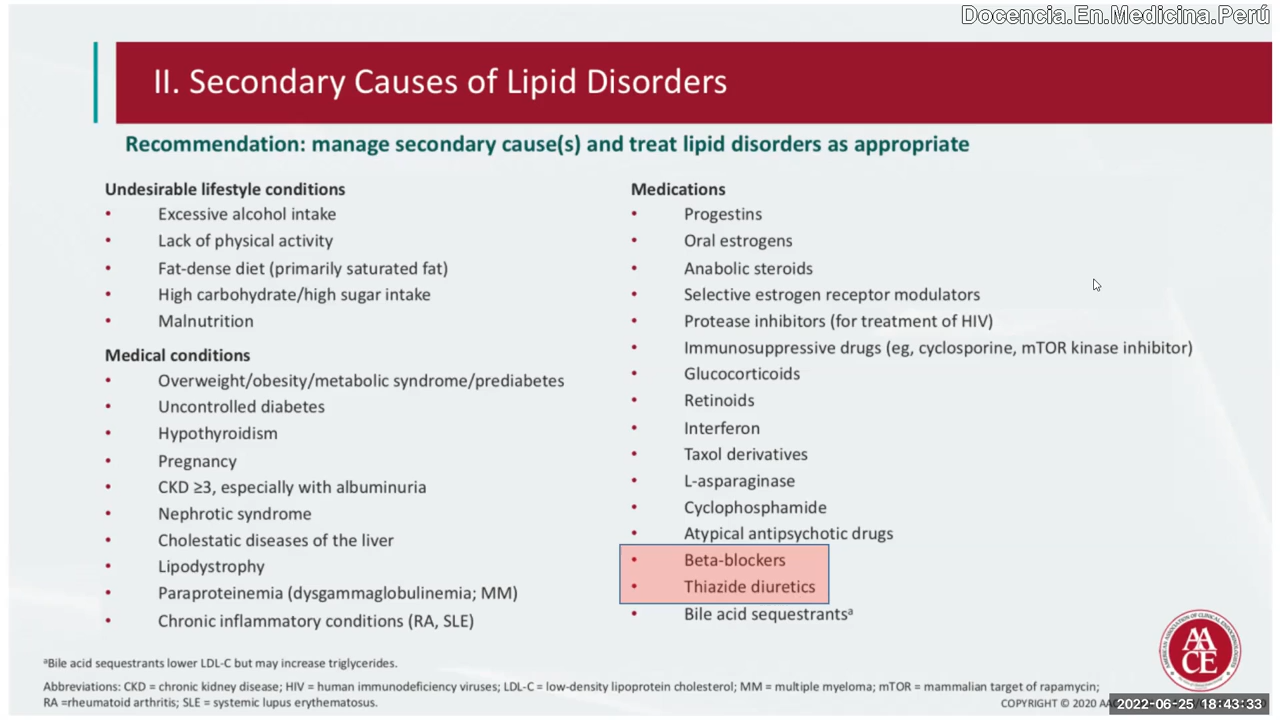 Docencia.En.Medicina.Perú
II. Secondary Causes of Lipid Disorders
Recommendation: manage secondary cause(s) and treat lipid disorders as appropriate
Undesirable lifestyle conditions
• Excessive alcohol intake
• Lack of physical activity
• Fat-dense diet (primarily saturated fat)
• High carbohydrate/high sugar intake
• Malnutrition
Medical conditions
• Overweight/obesity/metabolic syndrome/prediabetes
• Uncontrolled diabetes
• Hypothyroidism
• Pregnancy
• CKD ≥3, especially with albuminuria
• Nephrotic syndrome
• Cholestatic diseases of the liver
• Lipodystrophy
• Paraproteinemia (dysgammaglobulinemia; MM)
• Chronic inflammatory conditions (RA, SLE)
Medications
• Progestins
• Oral estrogens
• Anabolic steroids
• Selective estrogen receptor modulators
• Protease inhibitors (for treatment of HIV)
• Immunosuppressive drugs (eg, cyclosporine, mTOR kinase inhibitor)
• Glucocorticoids
• Retinoids
• Interferon
• Taxol derivatives
• L-asparaginase
• Cyclophosphamide
• Atypical antipsychotic drugs
• Beta-blockers
• Thiazide diuretics
• Bile acid sequestrantsᵃ
ᵃBile acid sequestrants lower LDL-C but may increase triglycerides.
Abbreviations: CKD = chronic kidney disease; HIV = human immunodeficiency viruses; LDL-C = low-density lipoprotein cholesterol; MM = multiple myeloma; mTOR = mammalian target of rapamycin;
RA =rheumatoid arthritis; SLE = systemic lupus erythematosus.
AA
CE
COPYRIGHT © 2020
2022-06-25 18:43:33